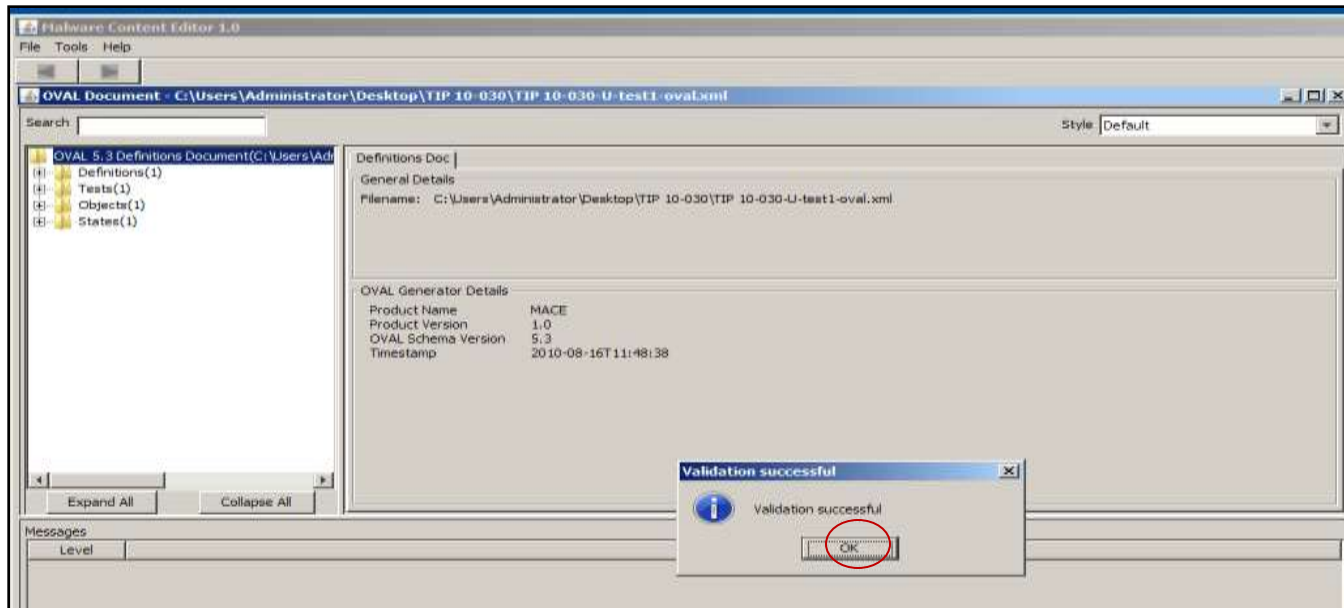 Malware Content Editor 1.0
File Tools Help
OVAL Document - C:\Users\Administrator\Desktop\TIP 10-030\TIP 10-030-U-test1-oval.xml
Search
Style Default
OVAL 5.3 Definitions Document(C:\Users\Adr
Definitions(1)
Tests(1)
Objects(1)
States(1)
Expand All Collapse All
Definitions Doc
General Details
Filename: C:\Users\Administrator\Desktop\TIP 10-030\TIP 10-030-U-test1-oval.xml
OVAL Generator Details
Product Name MACE
Product Version 1.0
OVAL Schema Version 5.3
Timestamp 2010-08-16T11:48:38
Validation successful
Validation successful
OK
Messages
Level